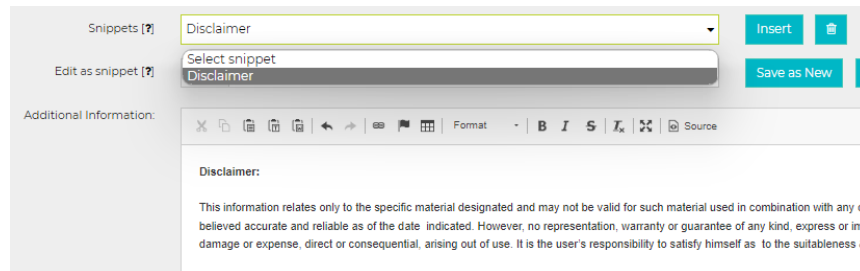 Snippets [?]
Disclaimer
Insert
Select snippet
Disclaimer
Edit as snippet [?]
Save as New
Additional Information:
Format
B I S Tx Source
Disclaimer:
This information relates only to the specific material designated and may not be valid for such material used in combination with any
believed accurate and reliable as of the date indicated. However, no representation, warranty or guarantee of any kind, express or
damage or expense, direct or consequential, arising out of use. It is the user's responsibility to satisfy himself as to the suitableness